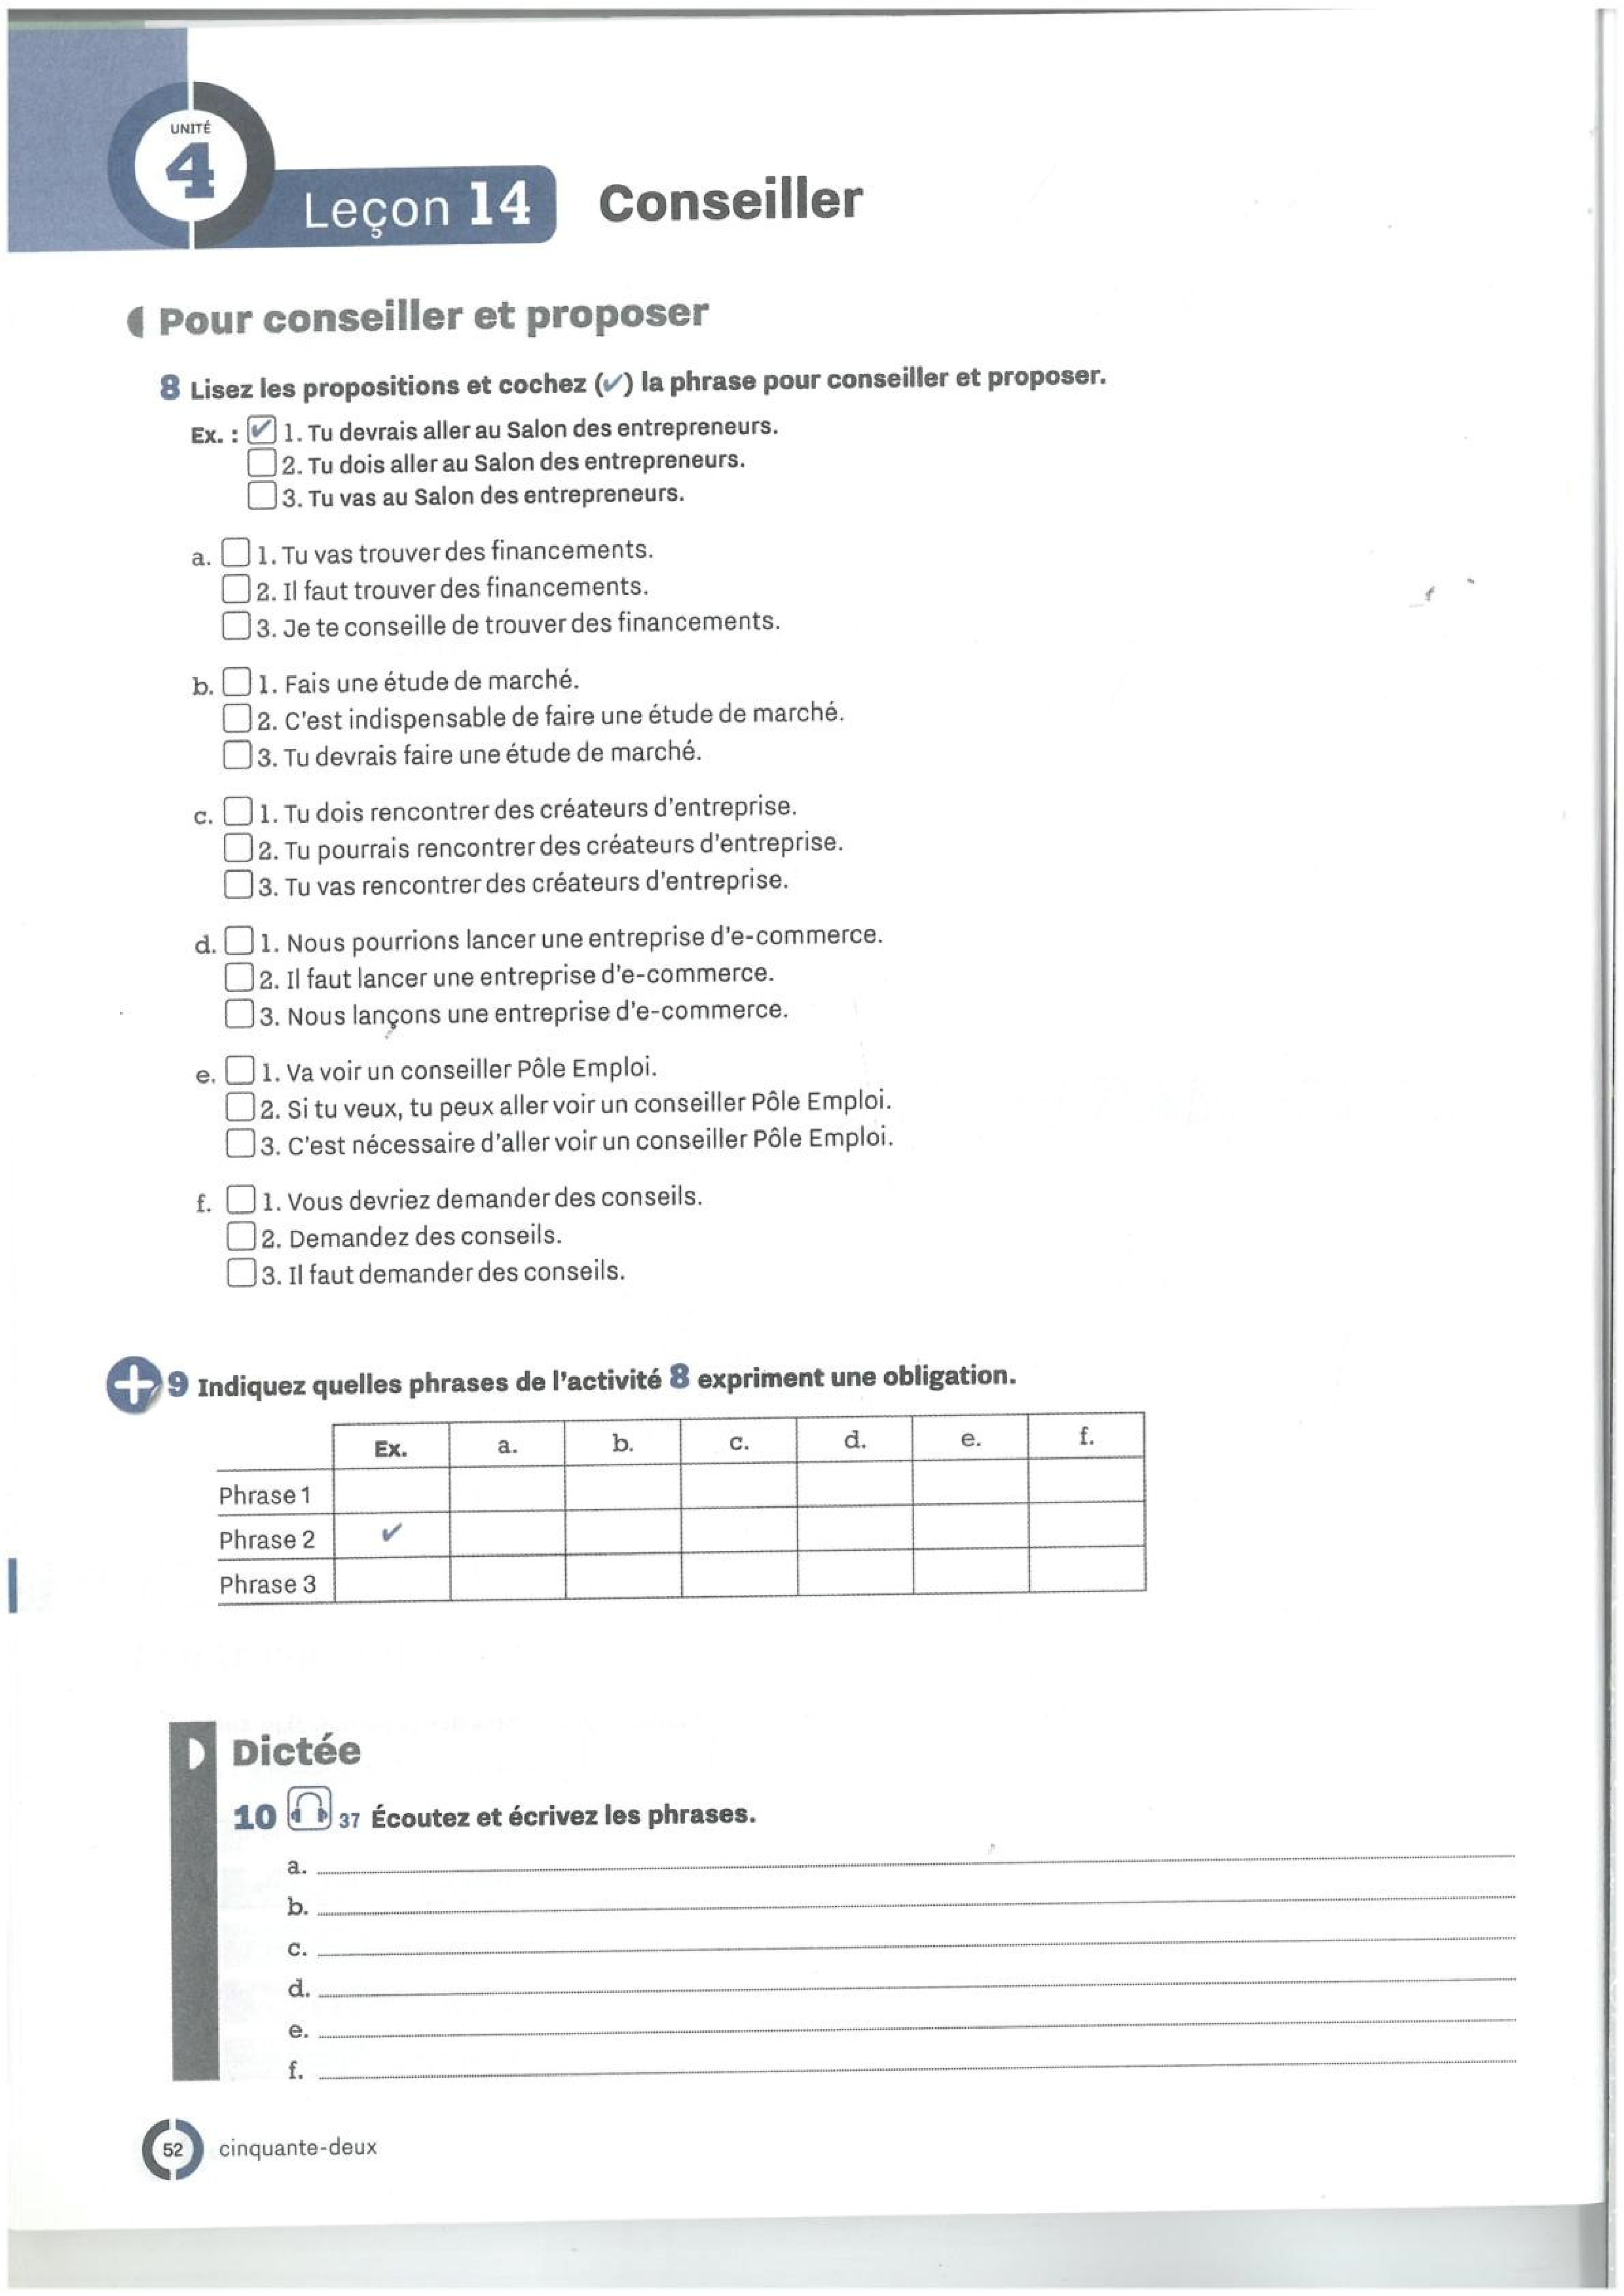 UNITÉ
4
Leçon 14 Conseiller
Pour conseiller et proposer
8 Lisez les propositions et cochez (✔) la phrase pour conseiller et proposer.
Ex. : ✔ 1. Tu devrais aller au Salon des entrepreneurs.
2. Tu dois aller au Salon des entrepreneurs.
3. Tu vas au Salon des entrepreneurs.
a. 1. Tu vas trouver des financements.
2. Il faut trouver des financements.
3. Je te conseille de trouver des financements.
b. 1. Fais une étude de marché.
2. C'est indispensable de faire une étude de marché.
3. Tu devrais faire une étude de marché.
c. 1. Tu dois rencontrer des créateurs d'entreprise.
2. Tu pourrais rencontrer des créateurs d'entreprise.
3. Tu vas rencontrer des créateurs d'entreprise.
d. 1. Nous pourrions lancer une entreprise d'e-commerce.
2. Il faut lancer une entreprise d'e-commerce.
3. Nous lançons une entreprise d'e-commerce.
e. 1. Va voir un conseiller Pôle Emploi.
2. Si tu veux, tu peux aller voir un conseiller Pôle Emploi.
3. C'est nécessaire d'aller voir un conseiller Pôle Emploi.
f. 1. Vous devriez demander des conseils.
2. Demandez des conseils.
3. Il faut demander des conseils.
+ 9 Indiquez quelles phrases de l'activité 8 expriment une obligation.
Ex. a. b. c. d. e. f.
Phrase 1
Phrase 2 ✔
Phrase 3
Dictée
10 37 Écoutez et écrivez les phrases.
a.
b.
c.
d.
e.
f.
52 cinquante-deux